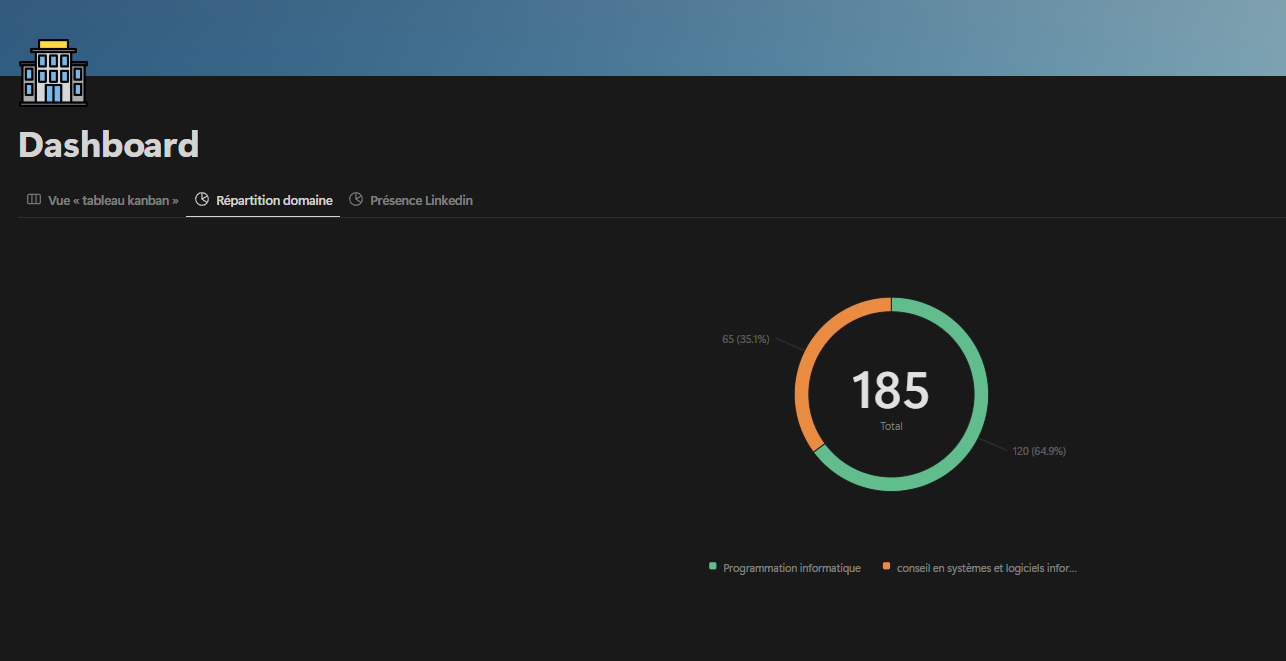 Dashboard
Vue « tableau kanban » Répartition domaine Présence Linkedin
65 (35.1%)
185
Total
120 (64.9%)
Programmation informatique conseil en systèmes et logiciels infor...